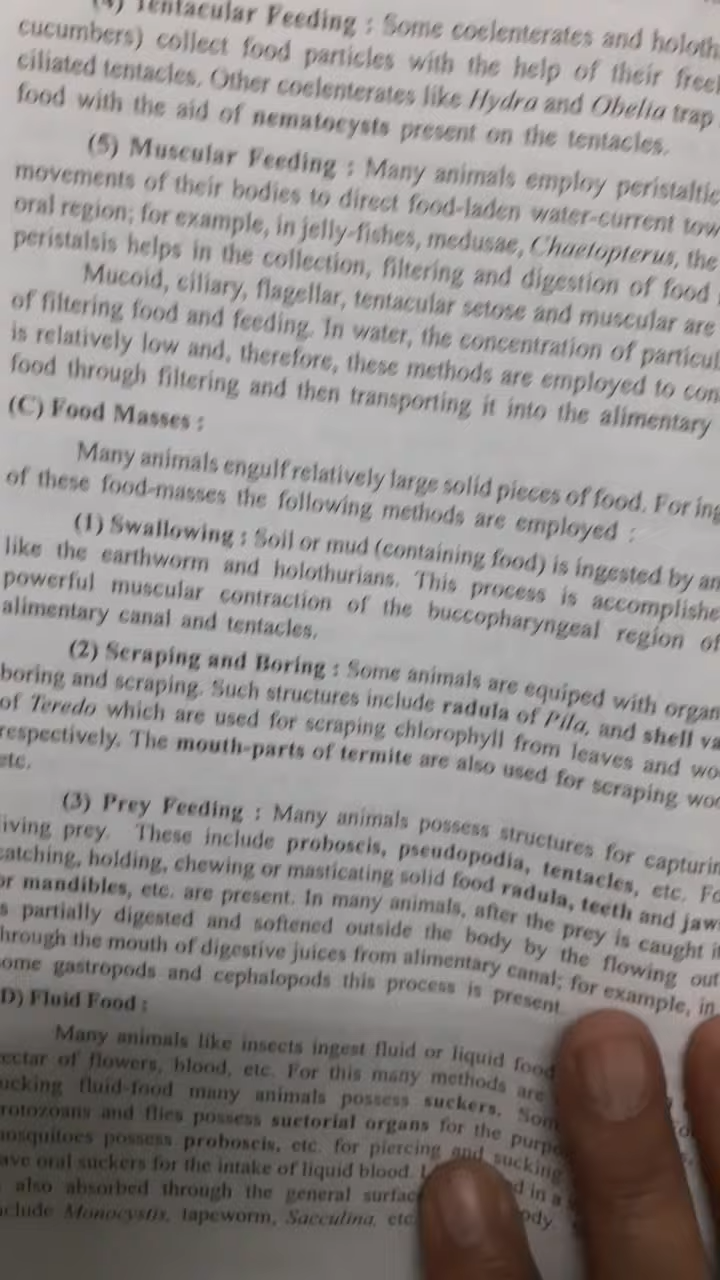 (4) Tentacular Feeding : Some coelenterates and holoth
cucumbers) collect food particles with the help of their freel
ciliated tentacles. Other coelenterates like Hydra and Obelia trap
food with the aid of nematocysts present on the tentacles.
(5) Muscular Feeding : Many animals employ peristaltic
movements of their bodies to direct food-laden water-current tow
oral region; for example, in jelly-fishes, medusae, Chaetopterus, the
peristalsis helps in the collection, filtering and digestion of food
Mucoid, ciliary, flagellar, tentacular setose and muscular are
of filtering food and feeding. In water, the concentration of particul
is relatively low and, therefore, these methods are employed to con
food through filtering and then transporting it into the alimentary
(C) Food Masses :
Many animals engulf relatively large solid pieces of food. For ing
of these food-masses the following methods are employed :
(1) Swallowing : Soil or mud (containing food) is ingested by an
like the earthworm and holothurians. This process is accomplishe
powerful muscular contraction of the buccopharyngeal region of
alimentary canal and tentacles.
(2) Scraping and Boring : Some animals are equiped with organ
boring and scraping. Such structures include radula of Pila, and shell va
of Teredo which are used for scraping chlorophyll from leaves and wo
respectively. The mouth-parts of termite are also used for scraping woo
etc.
(3) Prey Feeding : Many animals possess structures for capturin
iving prey. These include proboscis, pseudopodia, tentacles, etc. Fo
catching, holding, chewing or masticating solid food radula, teeth and jaw
or mandibles, etc. are present. In many animals, after the prey is caught i
s partially digested and softened outside the body by the flowing out
hrough the mouth of digestive juices from alimentary canal; for example, in
ome gastropods and cephalopods this process is present
D) Fluid Food :
Many animals like insects ingest fluid or liquid food
ectar of flowers, blood, etc. For this many methods are
ucking fluid-food many animals possess suckers. Som
rotozoans and flies possess suctorial organs for the purpo
mosquitoes possess proboscis, etc. for piercing and sucking
ave oral suckers for the intake of liquid blood. L d in a s
also absorbed through the general surfac ody
nclude Monocystis, tapeworm, Sacculina, etc